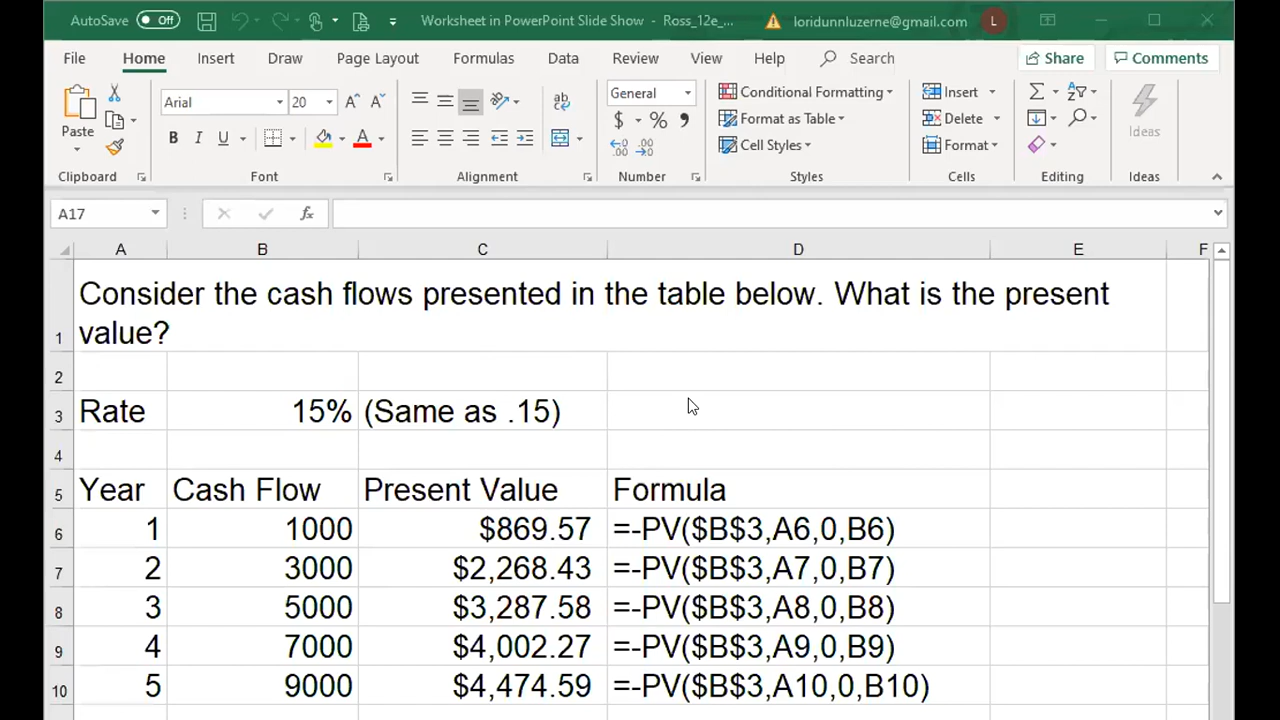 AutoSave Off Worksheet in PowerPoint Slide Show - Ross_12e_... loridunnluzerne@gmail.com L
File Home Insert Draw Page Layout Formulas Data Review View Help Search Share Comments
Paste
Clipboard
Arial 20
B I U A
Font
ab
Alignment
General
$ % ,
.00
Number
Conditional Formatting
Format as Table
Cell Styles
Styles
Insert
Delete
Format
Cells
Editing
Ideas
Ideas
A17 fx
A B C D E F
1 Consider the cash flows presented in the table below. What is the present
value?
2
3 Rate 15% (Same as .15)
4
5 Year Cash Flow Present Value Formula
6 1 1000 $869.57 =-PV($B$3,A6,0,B6)
7 2 3000 $2,268.43 =-PV($B$3,A7,0,B7)
8 3 5000 $3,287.58 =-PV($B$3,A8,0,B8)
9 4 7000 $4,002.27 =-PV($B$3,A9,0,B9)
10 5 9000 $4,474.59 =-PV($B$3,A10,0,B10)